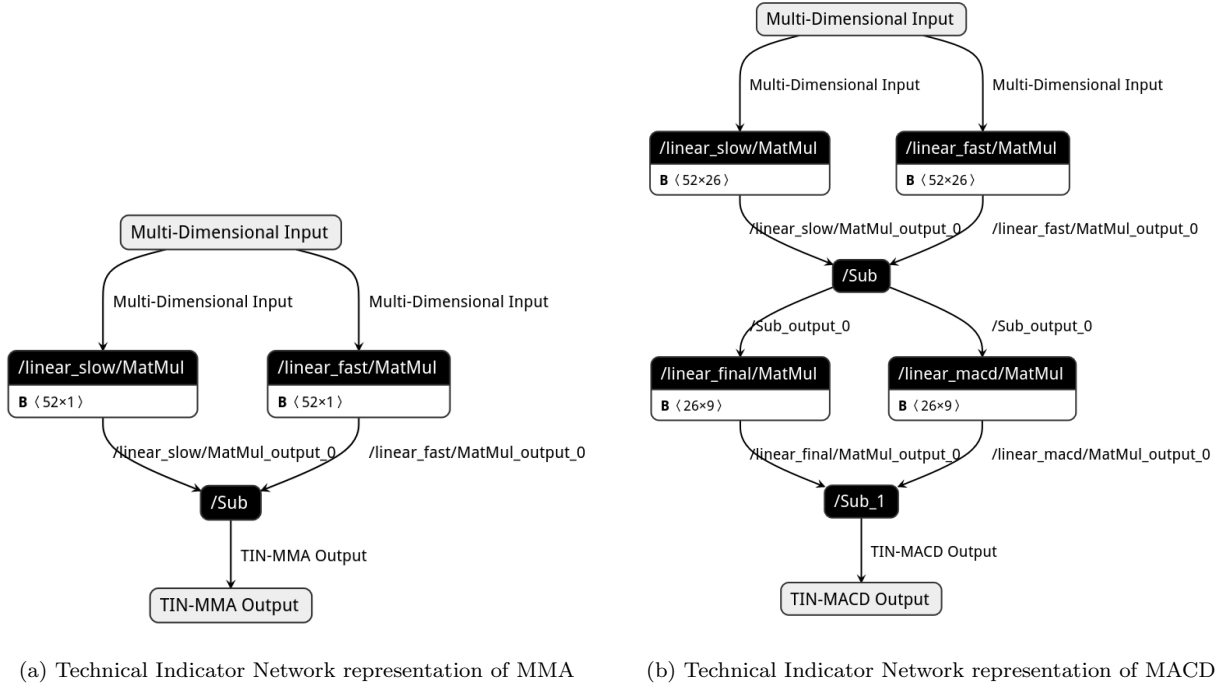 Multi-Dimensional Input
Multi-Dimensional Input
Multi-Dimensional Input
/linear_slow/MatMul
B ⟨52×1⟩
/linear_fast/MatMul
B ⟨52×1⟩
/linear_slow/MatMul_output_0
/linear_fast/MatMul_output_0
/Sub
TIN-MMA Output
TIN-MMA Output
(a) Technical Indicator Network representation of MMA
Multi-Dimensional Input
Multi-Dimensional Input
Multi-Dimensional Input
/linear_slow/MatMul
B ⟨52×26⟩
/linear_fast/MatMul
B ⟨52×26⟩
/linear_slow/MatMul_output_0
/linear_fast/MatMul_output_0
/Sub
/Sub_output_0
/Sub_output_0
/linear_final/MatMul
B ⟨26×9⟩
/linear_macd/MatMul
B ⟨26×9⟩
/linear_final/MatMul_output_0
/linear_macd/MatMul_output_0
/Sub_1
TIN-MACD Output
TIN-MACD Output
(b) Technical Indicator Network representation of MACD